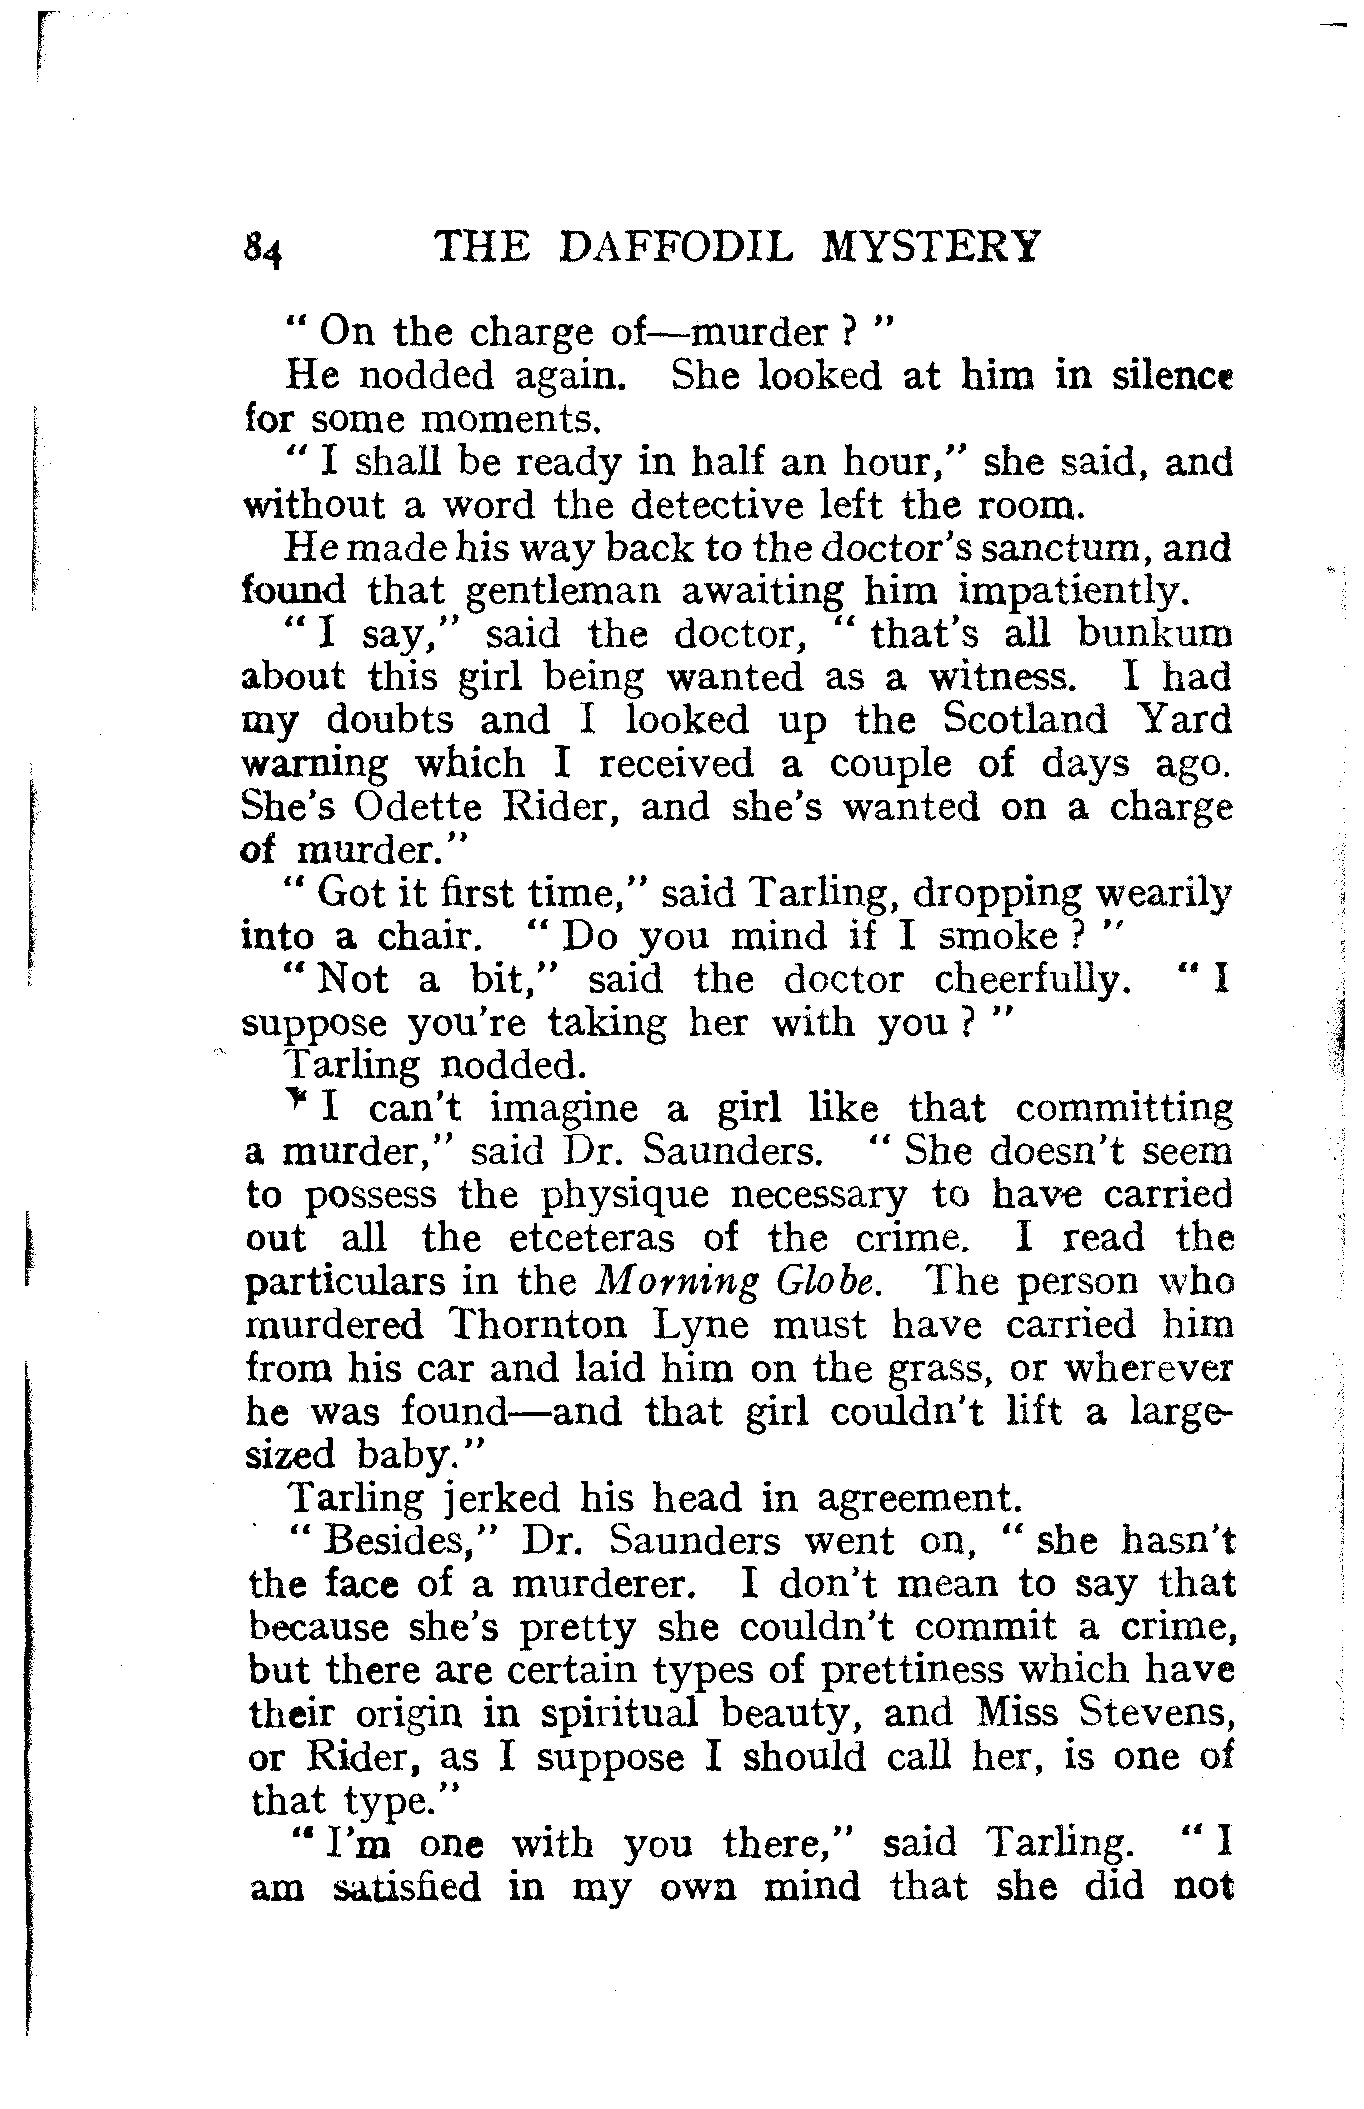 84 THE DAFFODIL MYSTERY
“ On the charge of—murder ? ”
He nodded again. She looked at him in silence
for some moments.
“ I shall be ready in half an hour,” she said, and
without a word the detective left the room.
He made his way back to the doctor's sanctum, and
found that gentleman awaiting him impatiently.
“ I say,” said the doctor, “ that's all bunkum
about this girl being wanted as a witness. I had
my doubts and I looked up the Scotland Yard
warning which I received a couple of days ago.
She's Odette Rider, and she's wanted on a charge
of murder.”
“ Got it first time,” said Tarling, dropping wearily
into a chair. “ Do you mind if I smoke ? ”
“ Not a bit,” said the doctor cheerfully. “ I
suppose you're taking her with you ? ”
Tarling nodded.
“ I can't imagine a girl like that committing
a murder,” said Dr. Saunders. “ She doesn't seem
to possess the physique necessary to have carried
out all the etceteras of the crime. I read the
particulars in the Morning Globe. The person who
murdered Thornton Lyne must have carried him
from his car and laid him on the grass, or wherever
he was found—and that girl couldn't lift a large-
sized baby.”
Tarling jerked his head in agreement.
“ Besides,” Dr. Saunders went on, “ she hasn't
the face of a murderer. I don't mean to say that
because she's pretty she couldn't commit a crime,
but there are certain types of prettiness which have
their origin in spiritual beauty, and Miss Stevens,
or Rider, as I suppose I should call her, is one of
that type.”
“ I'm one with you there,” said Tarling. “ I
am satisfied in my own mind that she did not